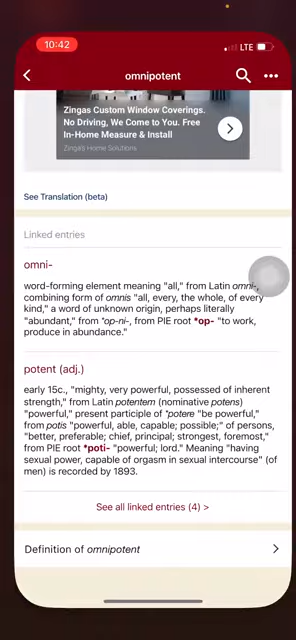 10:42
LTE
omnipotent
Zingas Custom Window Coverings.
No Driving, We Come to You. Free
In-Home Measure & Install
Zinga's Home Solutions
See Translation (beta)
Linked entries
omni-
word-forming element meaning "all," from Latin omni-,
combining form of omnis "all, every, the whole, of every
kind," a word of unknown origin, perhaps literally
"abundant," from *op-ni-, from PIE root *op- "to work,
produce in abundance."
potent (adj.)
early 15c., "mighty, very powerful, possessed of inherent
strength," from Latin potentem (nominative potens)
"powerful," present participle of *potere "be powerful,"
from potis "powerful, able, capable; possible;" of persons,
"better, preferable; chief, principal; strongest, foremost,"
from PIE root *poti- "powerful; lord." Meaning "having
sexual power, capable of orgasm in sexual intercourse" (of
men) is recorded by 1893.
See all linked entries (4) >
Definition of omnipotent